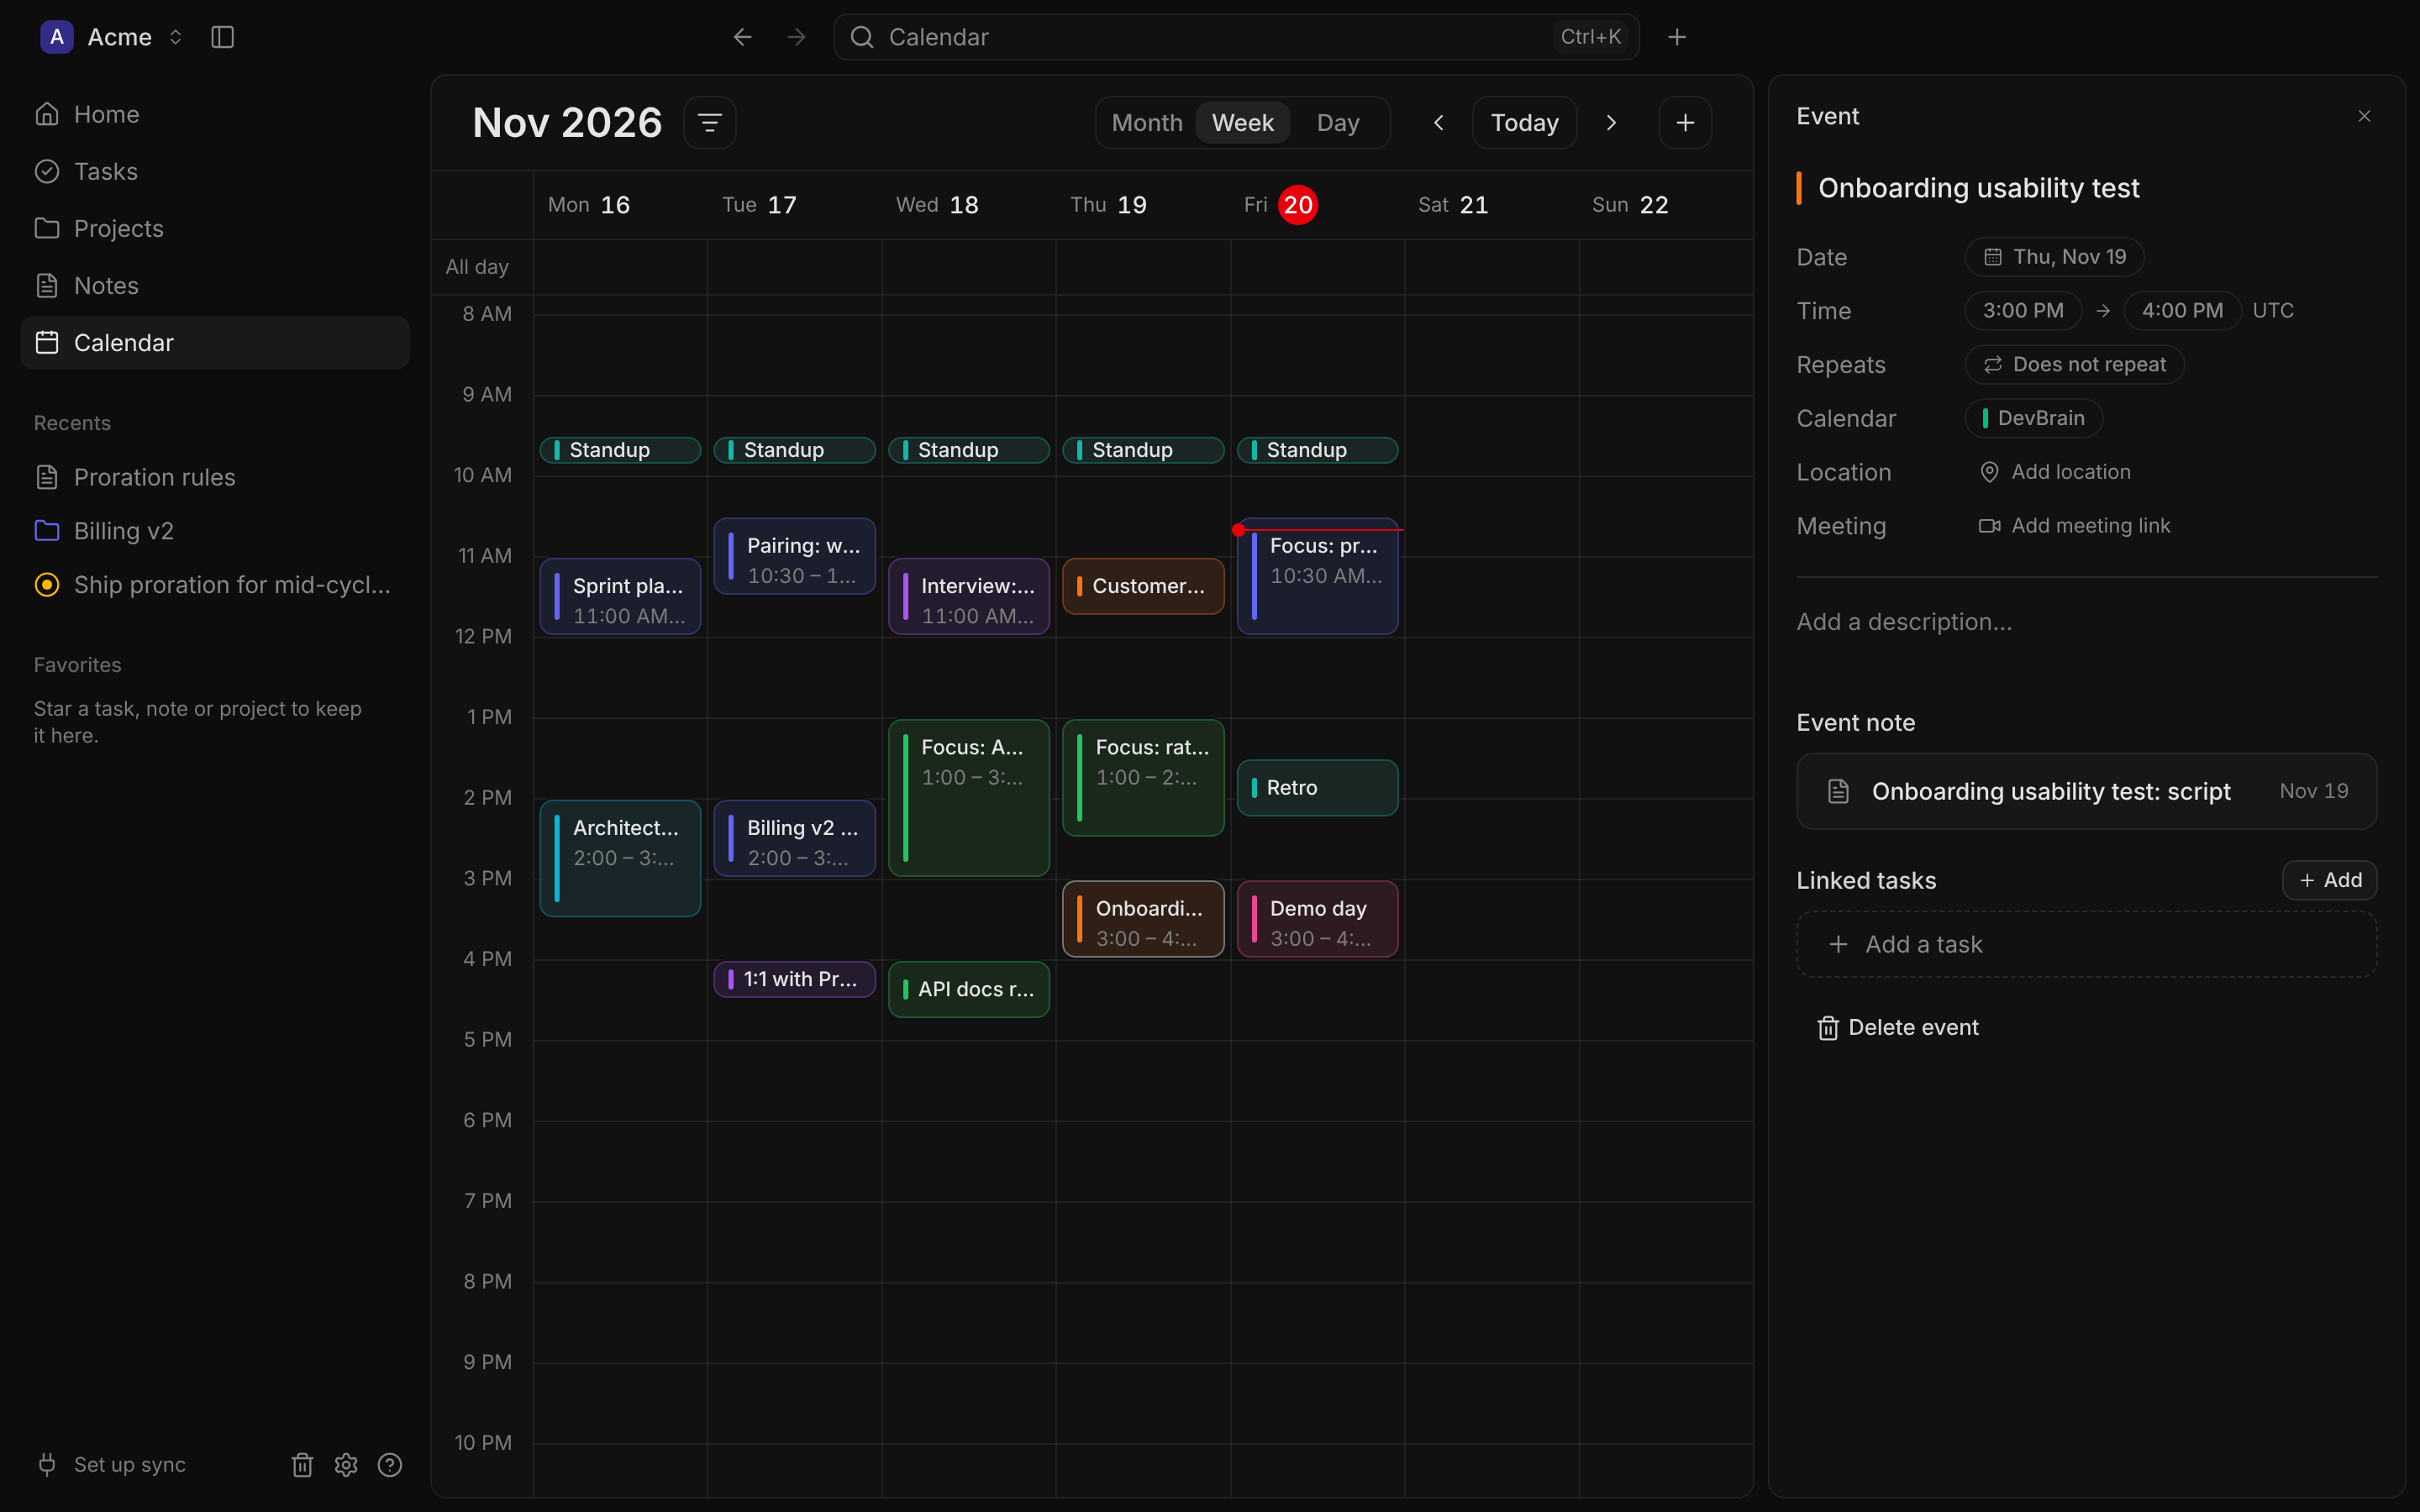 A Acme
Calendar Ctrl+K
Home
Tasks
Projects
Notes
Calendar
Recents
Proration rules
Billing v2
Ship proration for mid-cycl...
Favorites
Star a task, note or project to keep
it here.
Set up sync
Nov 2026
Month Week Day Today
Mon 16 Tue 17 Wed 18 Thu 19 Fri 20 Sat 21 Sun 22
All day
8 AM
9 AM
Standup Standup Standup Standup Standup
10 AM
Pairing: w... Focus: pr...
10:30 – 1... 10:30 AM...
11 AM
Sprint pla... Interview:... Customer...
11:00 AM... 11:00 AM...
12 PM
1 PM
Focus: A... Focus: rat...
1:00 – 3:... 1:00 – 2:...
Retro
2 PM
Architect... Billing v2 ...
2:00 – 3:... 2:00 – 3:...
3 PM
Onboardi... Demo day
3:00 – 4:... 3:00 – 4:...
4 PM
1:1 with Pr... API docs r...
5 PM
6 PM
7 PM
8 PM
9 PM
10 PM
Event
Onboarding usability test
Date Thu, Nov 19
Time 3:00 PM → 4:00 PM UTC
Repeats Does not repeat
Calendar DevBrain
Location Add location
Meeting Add meeting link
Add a description...
Event note
Onboarding usability test: script Nov 19
Linked tasks + Add
+ Add a task
Delete event